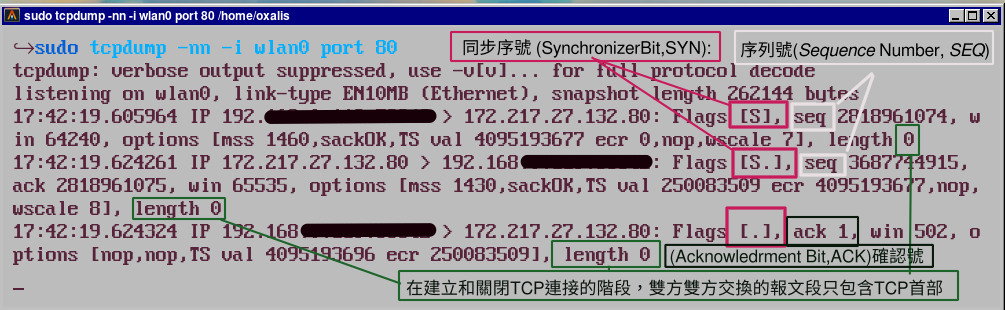 sudo tcpdump -nn -i wlan0 port 80 /home/oxalis
↪sudo tcpdump -nn -i wlan0 port 80
同步序號 (SynchronizerBit,SYN):
序列號(Sequence Number, SEQ)
tcpdump: verbose output suppressed, use -v[v]... for full protocol decode
listening on wlan0, link-type EN10MB (Ethernet), snapshot length 262144 bytes
17:42:19.605964 IP 192. > 172.217.27.132.80: Flags [S], seq 2818961074, w
in 64240, options [mss 1460,sackOK,TS val 4095193677 ecr 0,nop,wscale 7], length 0
17:42:19.624261 IP 172.217.27.132.80 > 192.168 : Flags [S.], seq 3687744915,
ack 2818961075, win 65535, options [mss 1430,sackOK,TS val 250083509 ecr 4095193677,nop,
wscale 8], length 0
17:42:19.624324 IP 192.168 > 172.217.27.132.80: Flags [.], ack 1, win 502, o
ptions [nop,nop,TS val 4095193696 ecr 2500083509], length 0
(Acknowledrment Bit,ACK)確認號
在建立和關閉TCP連接的階段，雙方雙方交換的報文段只包含TCP首部